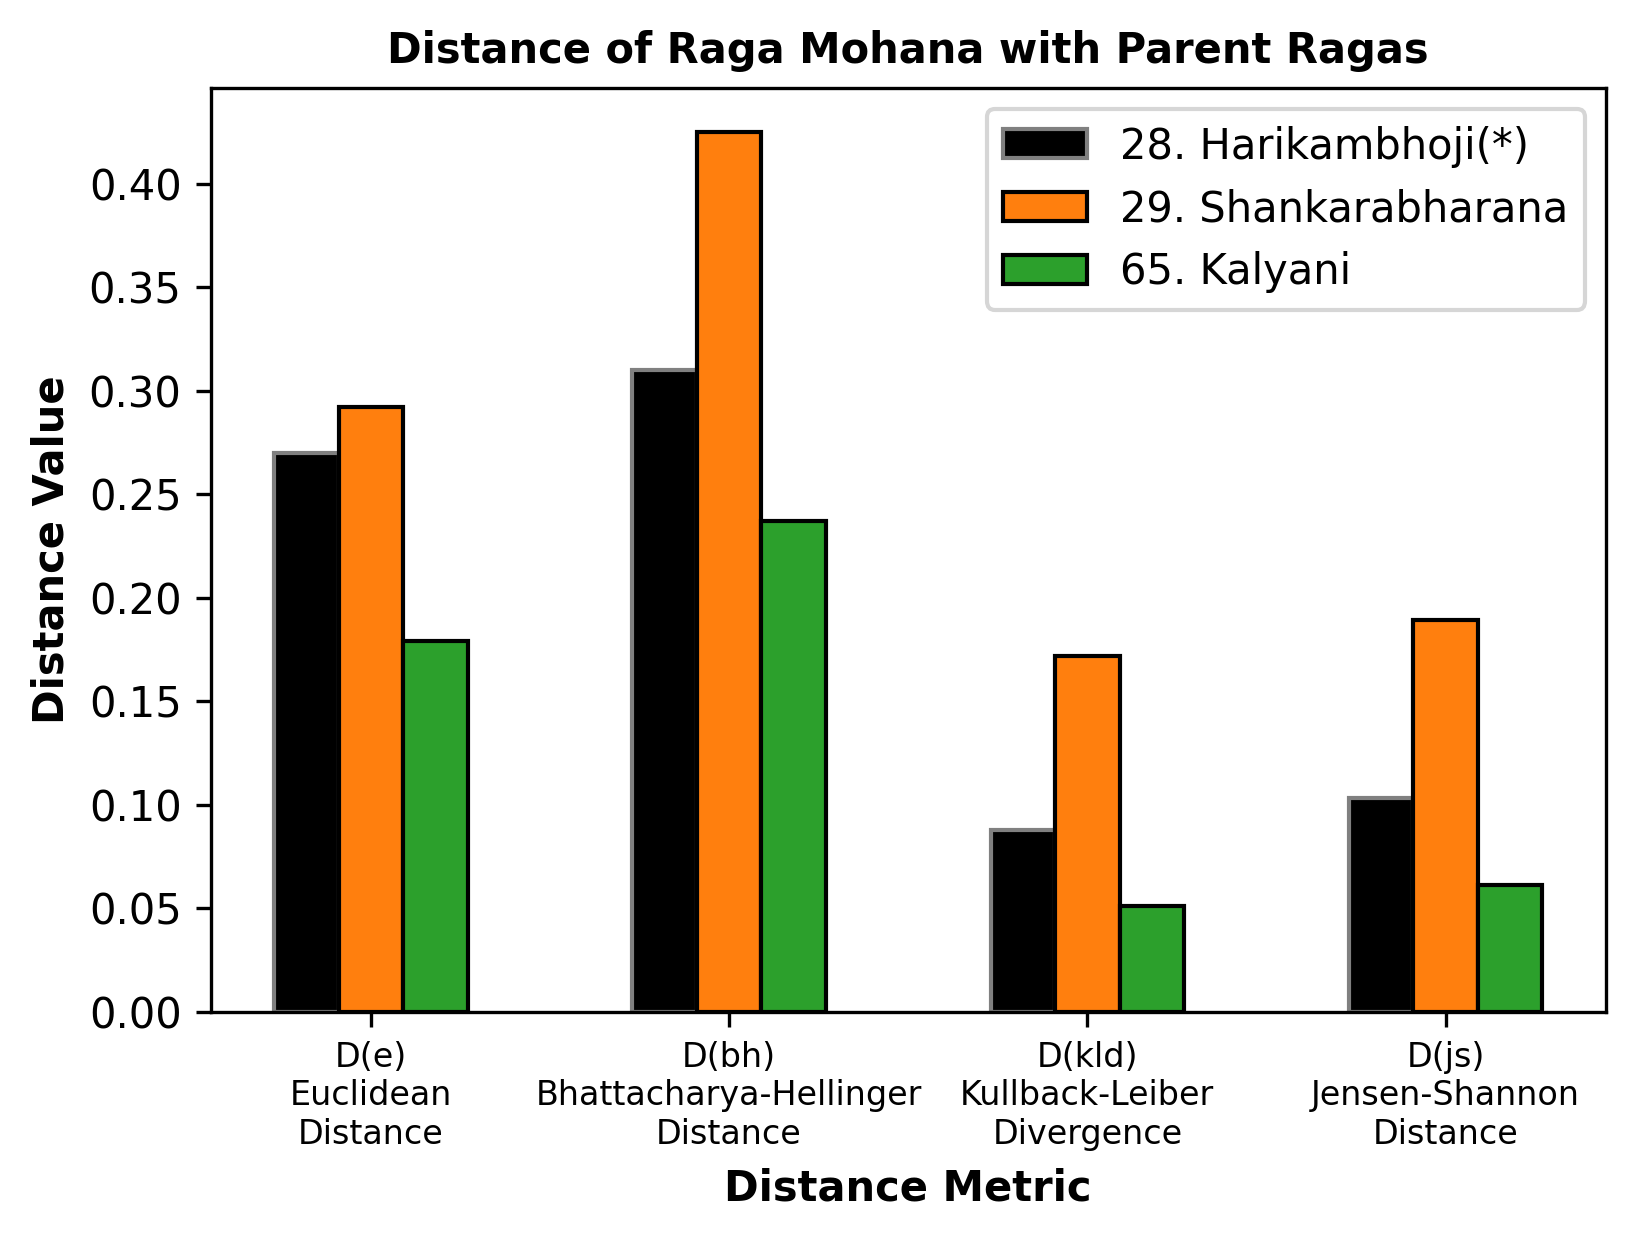 Distance of Raga Mohana with Parent Ragas
28. Harikambhoji(*)
29. Shankarabharana
65. Kalyani
Distance Value
0.40
0.35
0.30
0.25
0.20
0.15
0.10
0.05
0.00
D(e)
Euclidean
Distance
D(bh)
Bhattacharya-Hellinger
Distance
D(kld)
Kullback-Leiber
Divergence
D(js)
Jensen-Shannon
Distance
Distance Metric